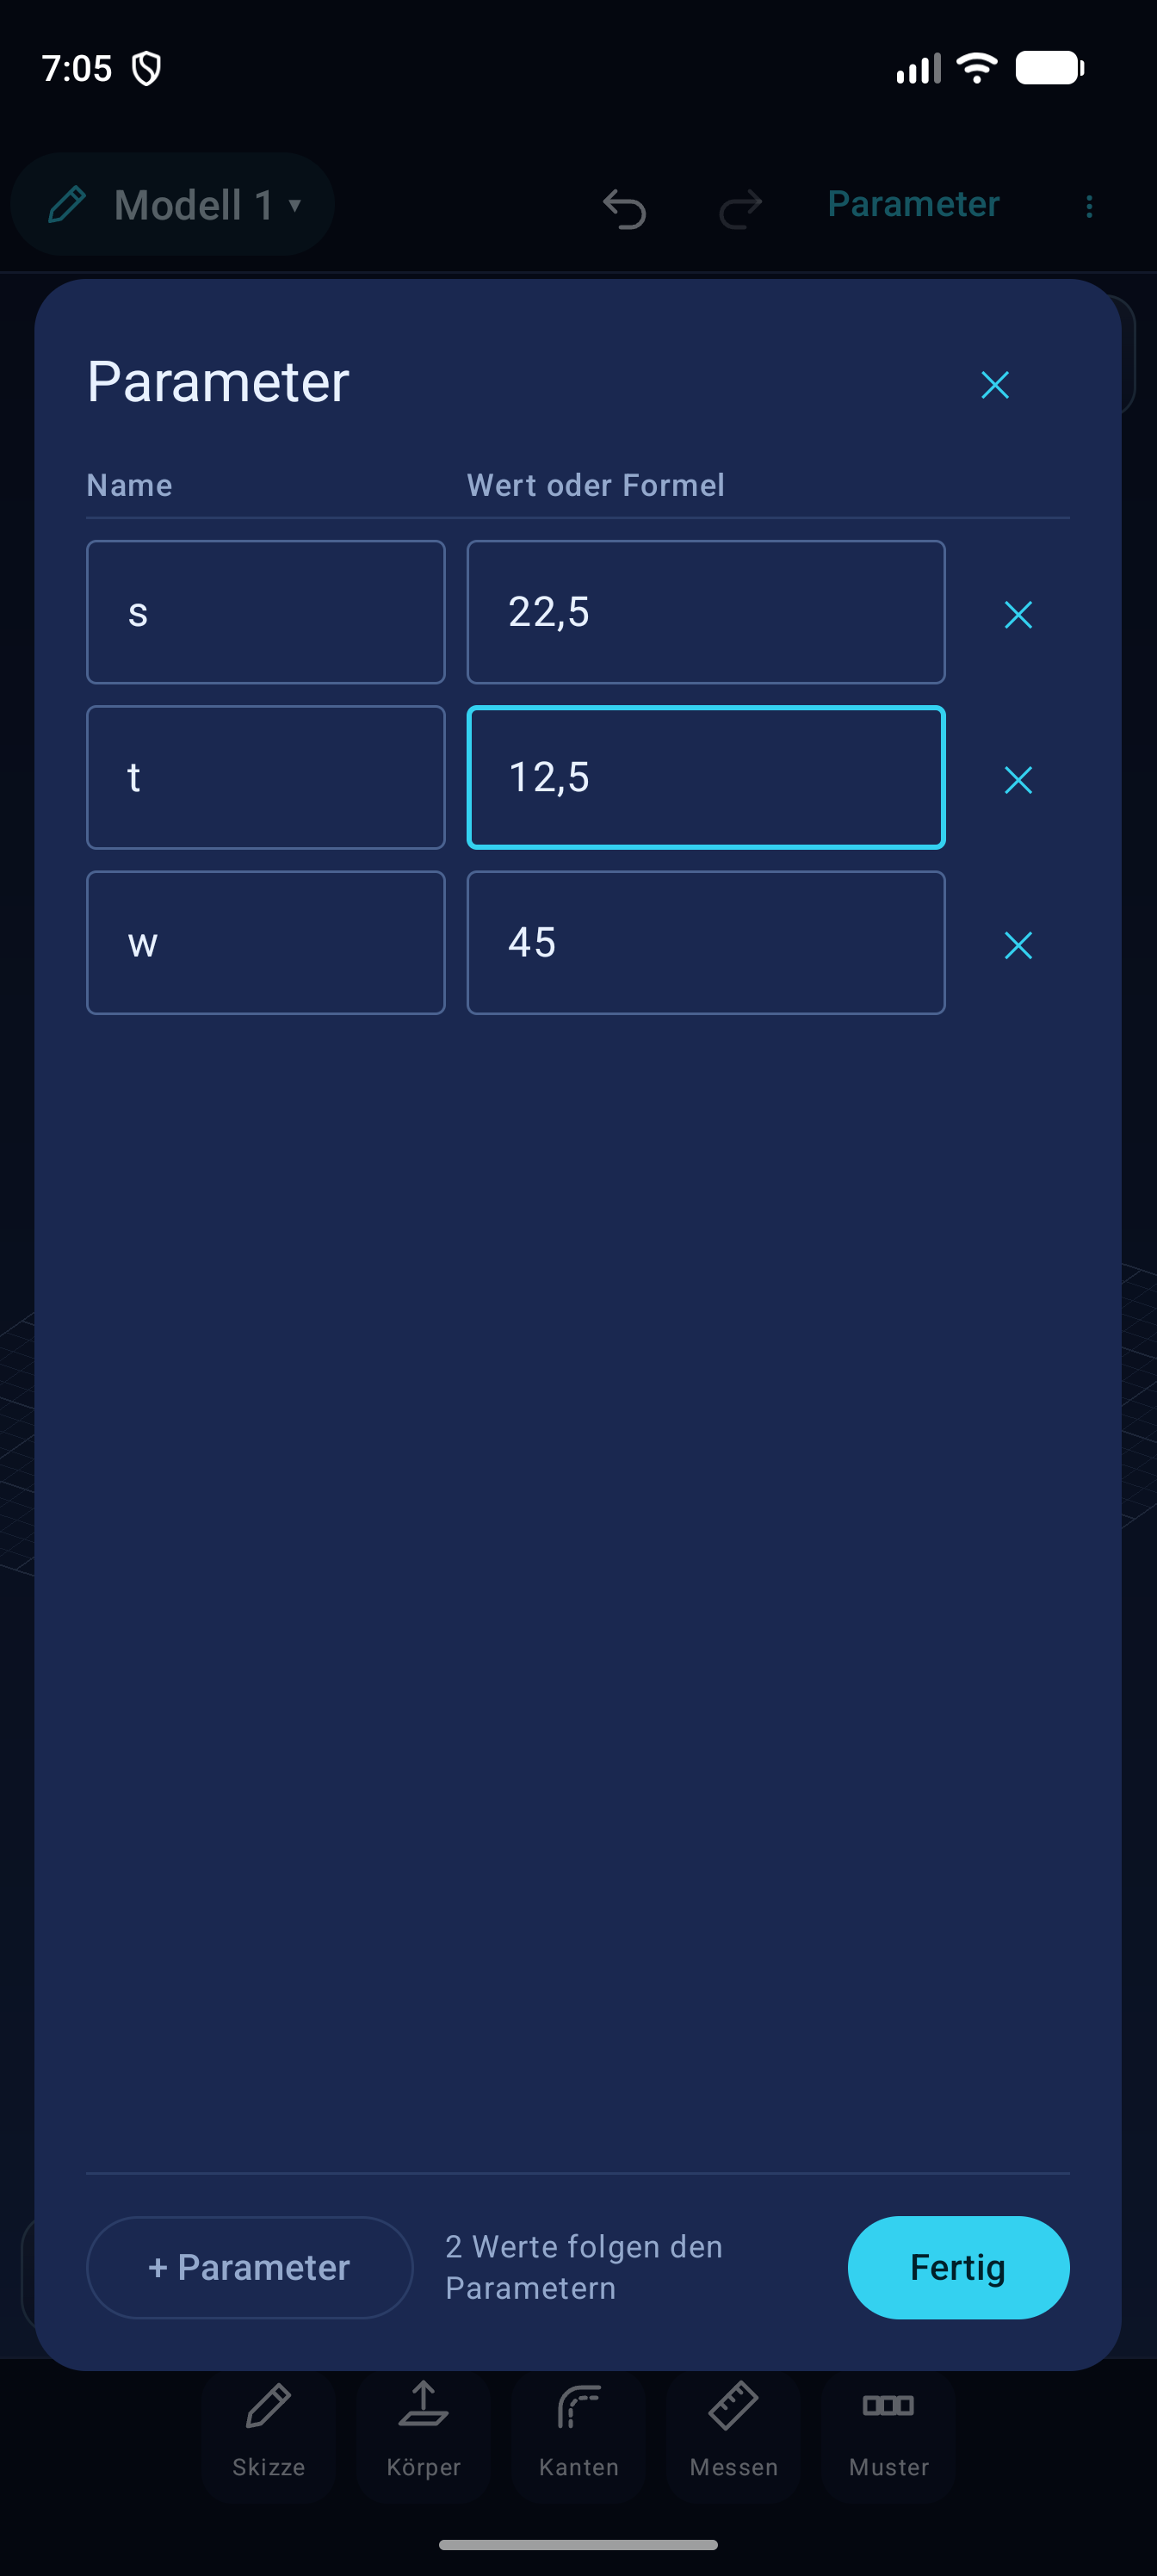 7:05
Modell 1 ▾
Parameter
Parameter
Name
Wert oder Formel
s
22,5
t
12,5
w
45
+ Parameter
2 Werte folgen den
Parametern
Fertig
Skizze
Körper
Kanten
Messen
Muster